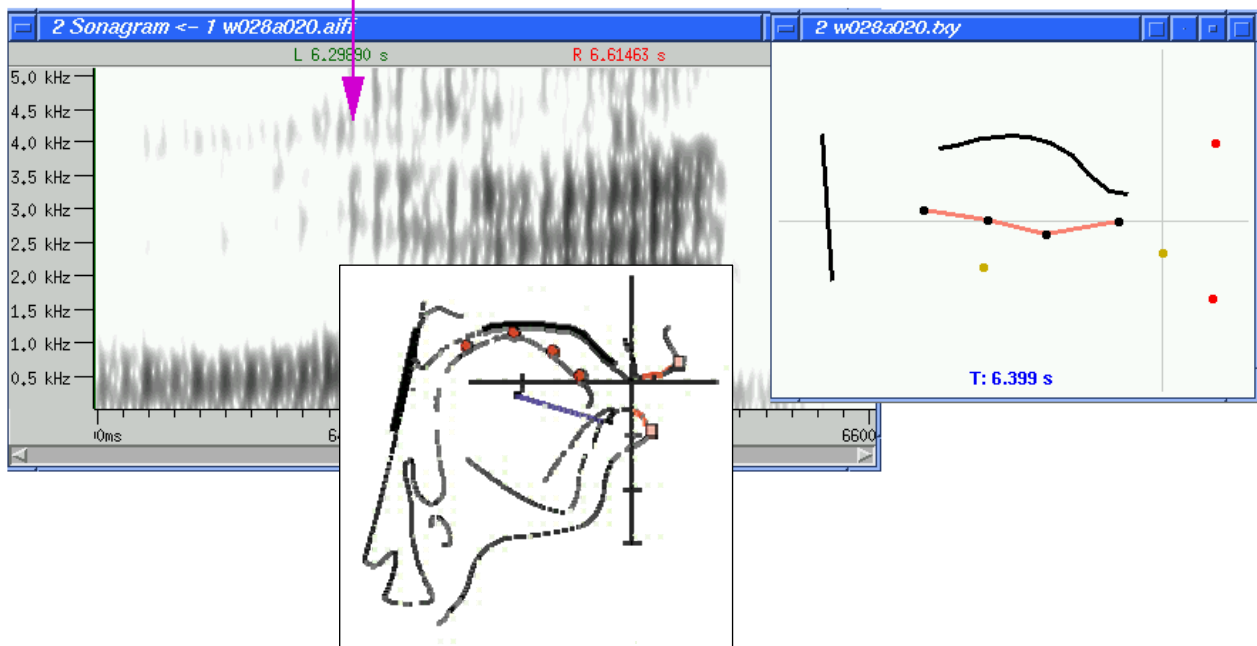 2 Sonagram <- 1 w028a020.aiff
L 6.29890 s R 6.61463 s
5.0 kHz
4.5 kHz
4.0 kHz
3.5 kHz
3.0 kHz
2.5 kHz
2.0 kHz
1.5 kHz
1.0 kHz
0.5 kHz
6600
2 w028a020.txy
T: 6.399 s